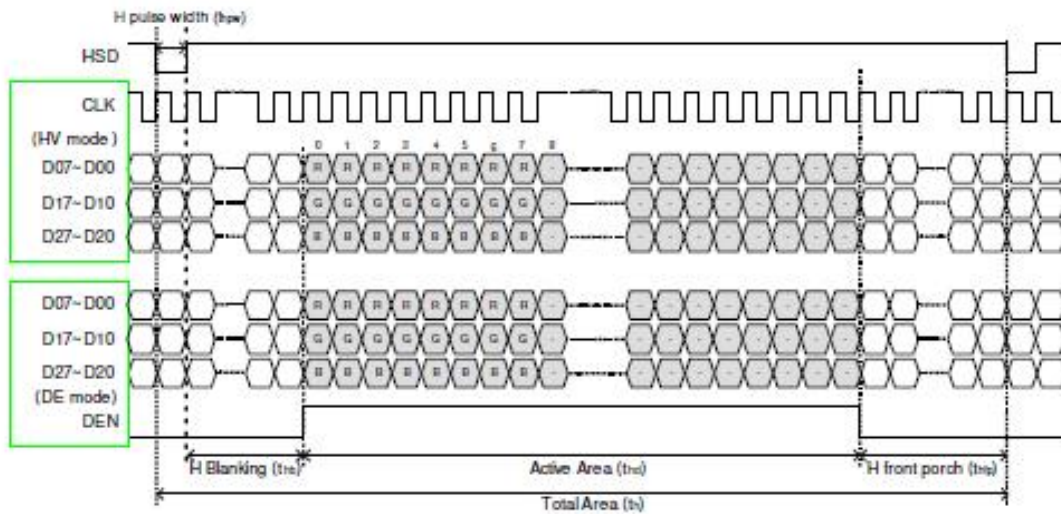 H pulse width (thpw)
HSD
CLK
(HV mode)
0 1 2 3 4 5 6 7 8
D07~D00 R R R R R R R R - - - - - - - - -
D17~D10 G G G G G G G G - - - - - - - - -
D27~D20 B B B B B B B B - - - - - - - - -
D07~D00 R R R R R R R R - - - - - - - - -
D17~D10 G G G G G G G G - - - - - - - - -
D27~D20 B B B B B B B B - - - - - - - - -
(DE mode)
DEN
H Blanking (thb) Active Area (thd) H front porch (thfp)
Total Area (th)